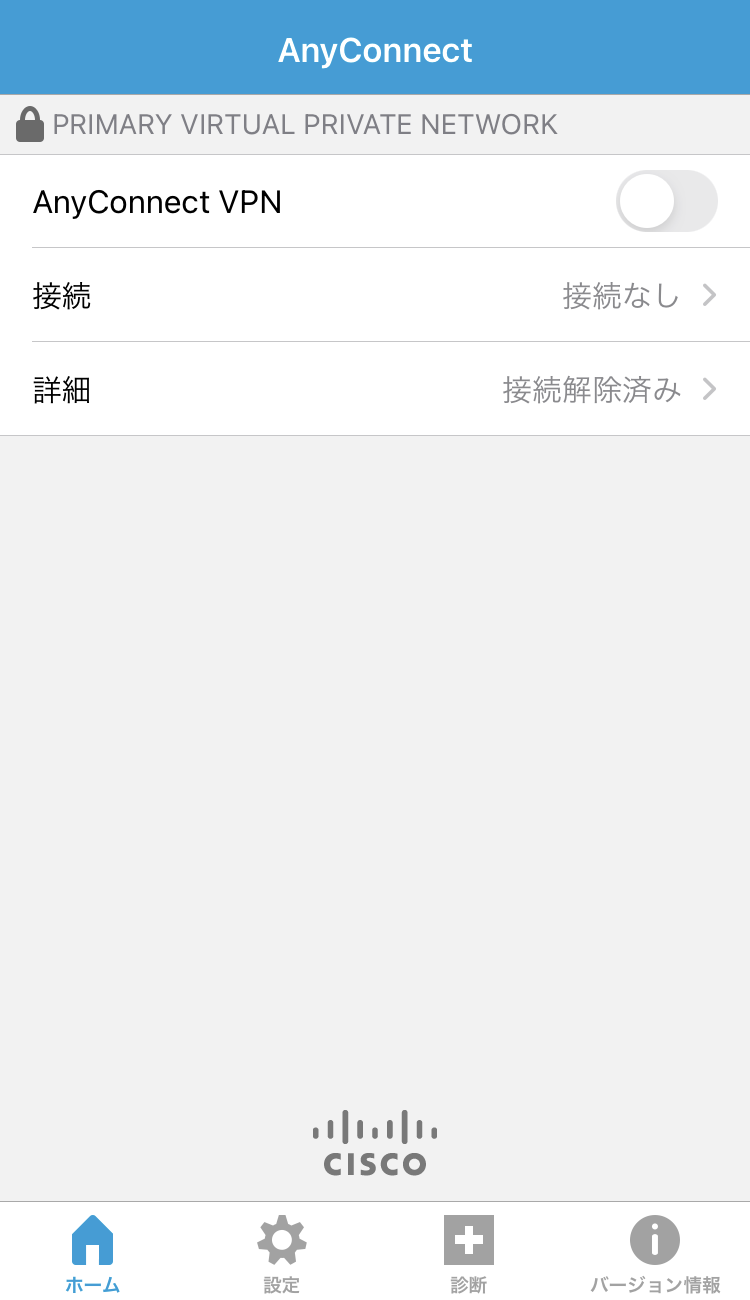 AnyConnect
PRIMARY VIRTUAL PRIVATE NETWORK
AnyConnect VPN
接続 接続なし
詳細 接続解除済み
CISCO
ホーム 設定 診断 バージョン情報